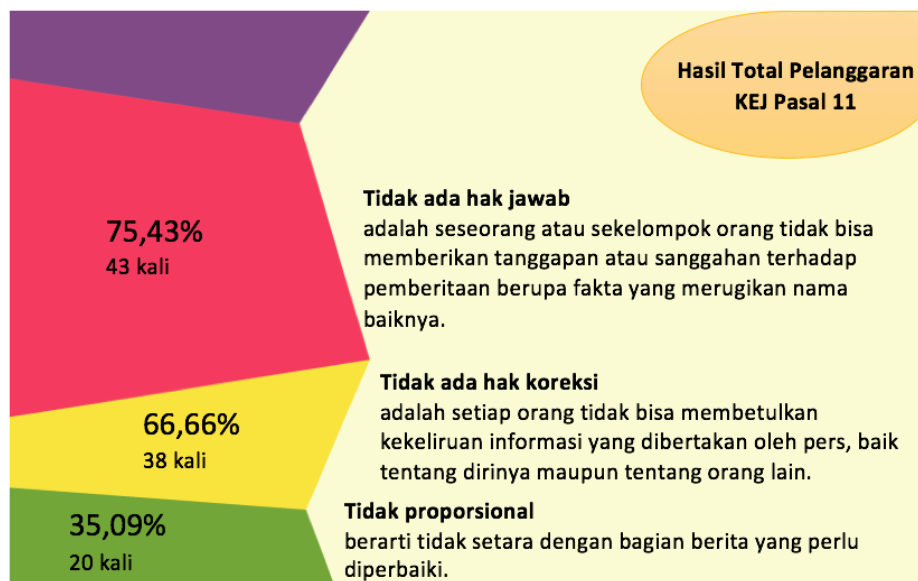 Hasil Total Pelanggaran
KEJ Pasal 11
75,43%
43 kali
Tidak ada hak jawab
adalah seseorang atau sekelompok orang tidak bisa
memberikan tanggapan atau sanggahan terhadap
pemberitaan berupa fakta yang merugikan nama
baiknya.
66,66%
38 kali
Tidak ada hak koreksi
adalah setiap orang tidak bisa membetulkan
kekeliruan informasi yang dibertakan oleh pers, baik
tentang dirinya maupun tentang orang lain.
35,09%
20 kali
Tidak proporsional
berarti tidak setara dengan bagian berita yang perlu
diperbaiki.